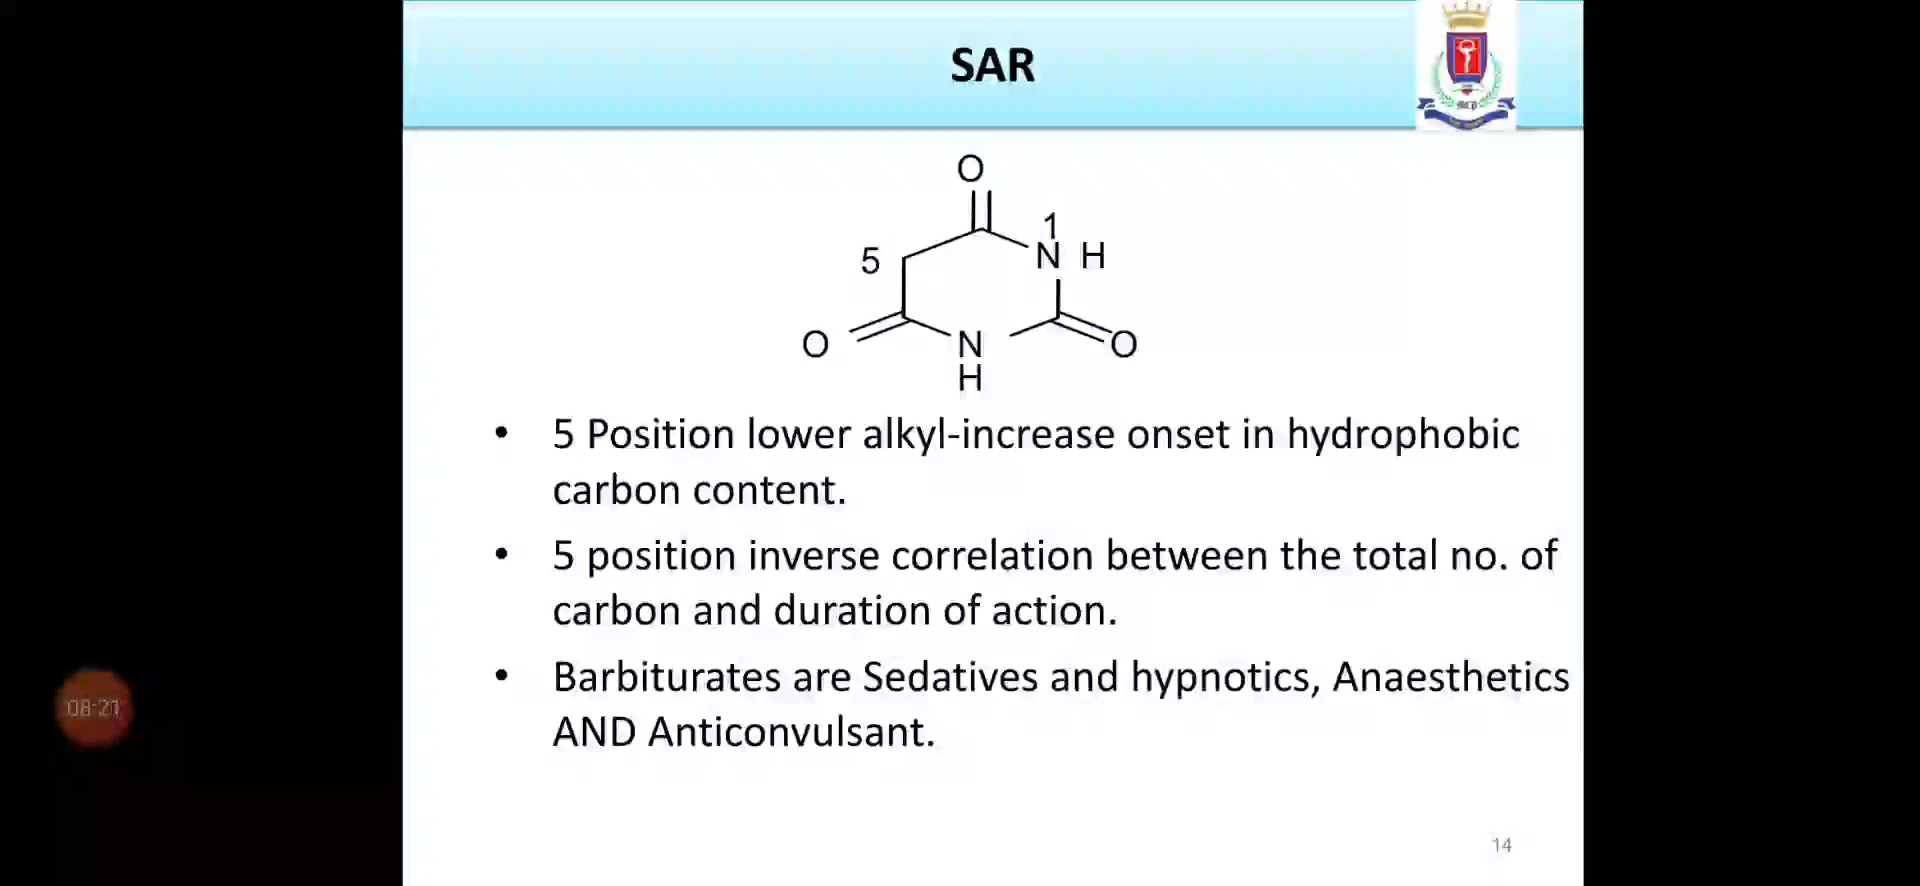 SAR
O
1
5
N H
O
N
O
H
• 5 Position lower alkyl-increase onset in hydrophobic
carbon content.
• 5 position inverse correlation between the total no. of
carbon and duration of action.
• Barbiturates are Sedatives and hypnotics, Anaesthetics
AND Anticonvulsant.
08:21
14